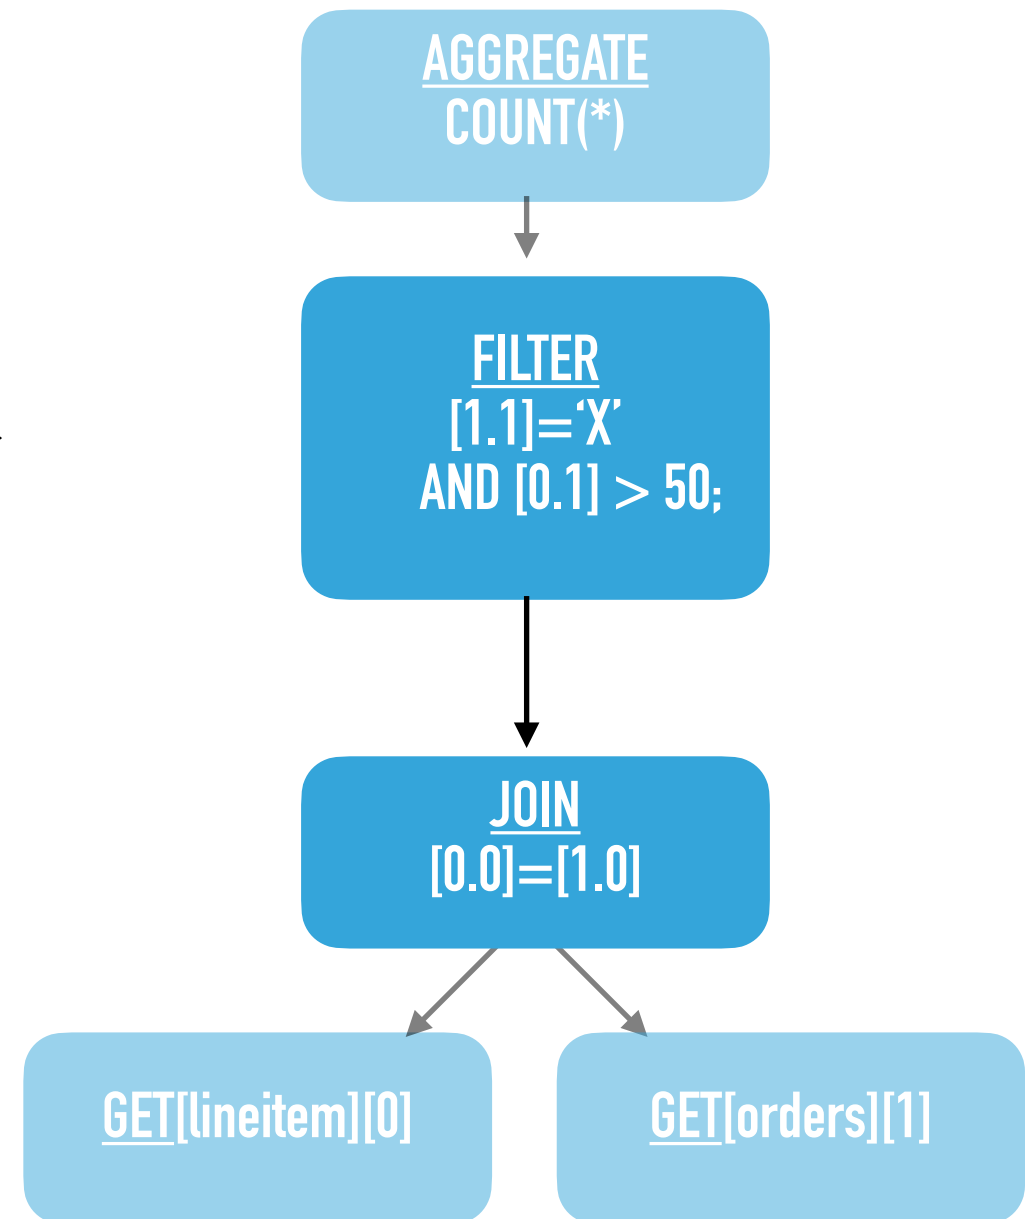 AGGREGATE
COUNT(*)
FILTER
[1.1]=‘X’
AND [0.1] > 50;
JOIN
[0.0]=[1.0]
GET[lineitem][0]
GET[orders][1]